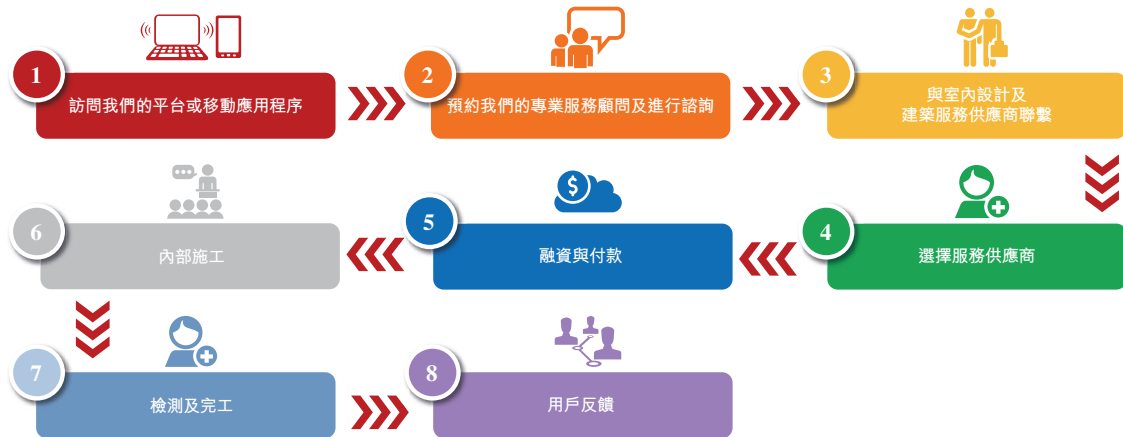 1
訪問我們的平台或移動應用程序
2
預約我們的專業服務顧問及進行諮詢
3
與室內設計及
建築服務供應商聯繫
4
選擇服務供應商
5
$
融資與付款
6
內部施工
7
檢測及完工
8
用戶反饋